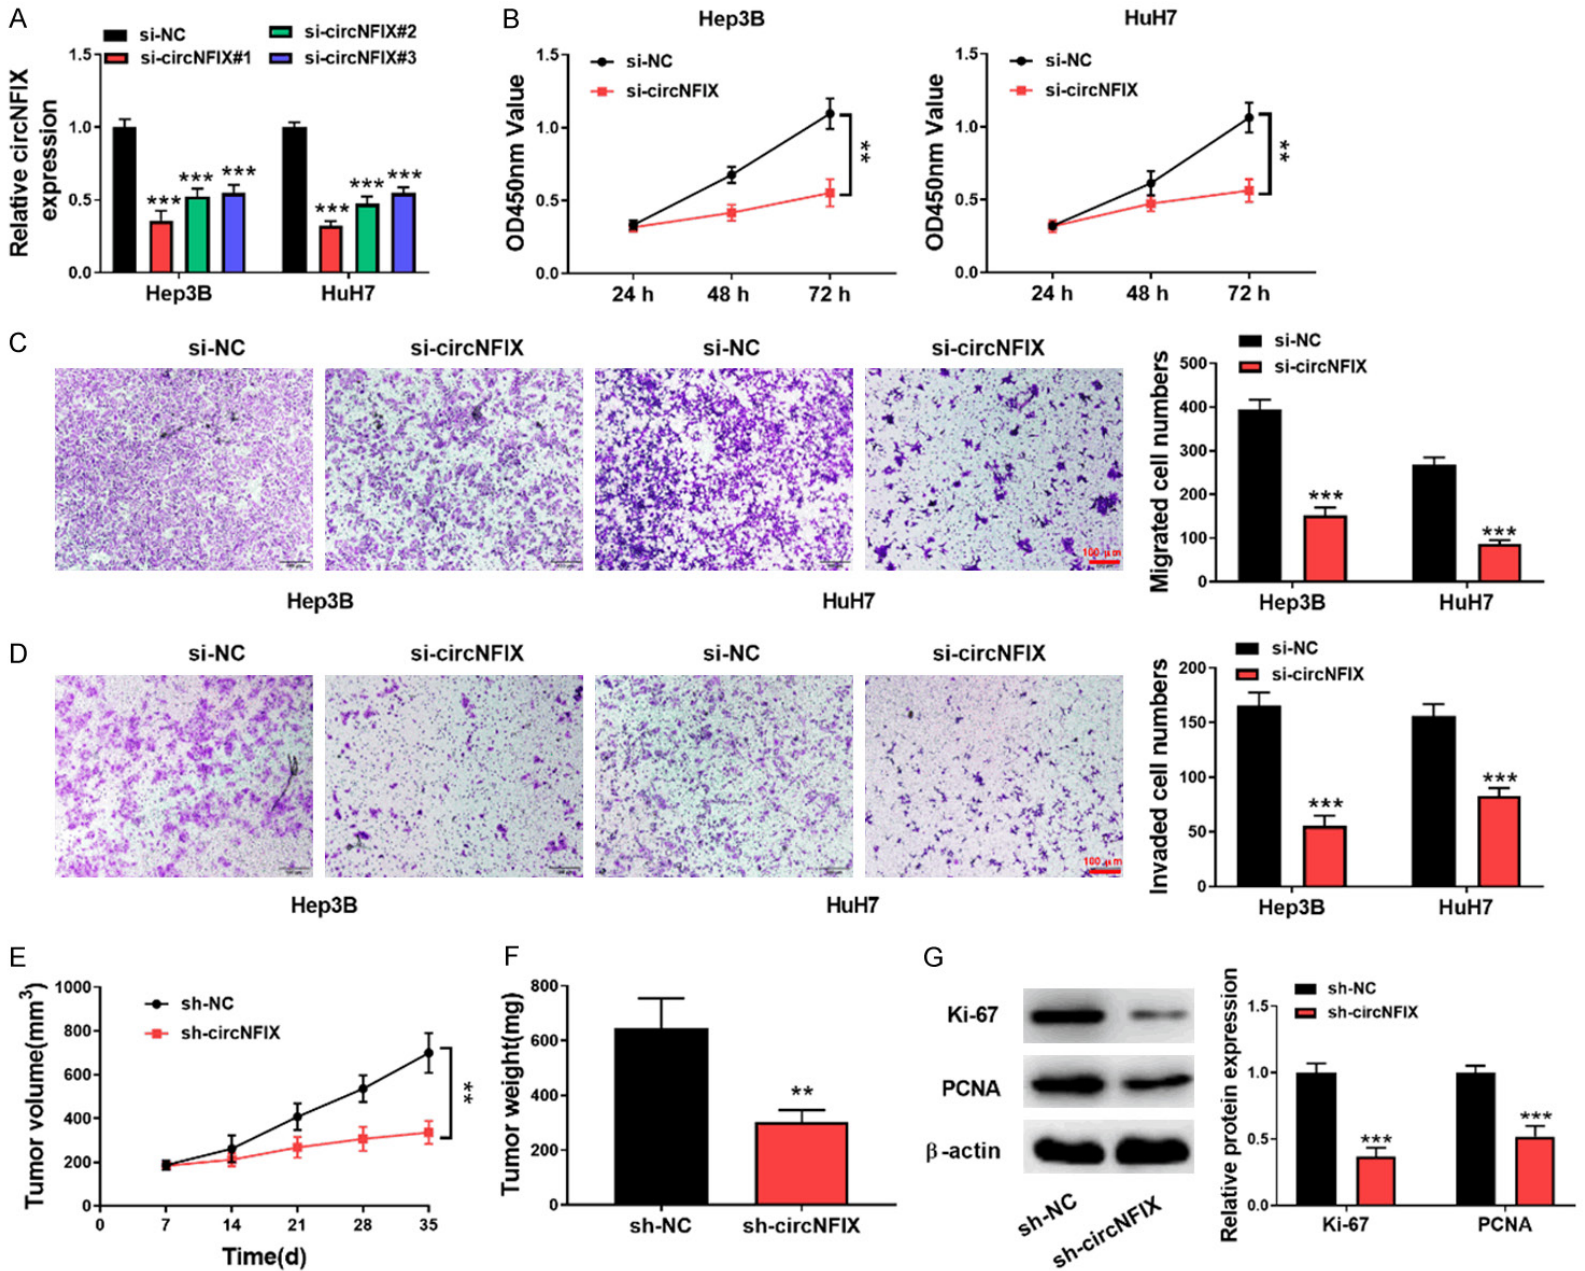 A
si-NC
si-circNFIX#1
si-circNFIX#2
si-circNFIX#3
Relative circNFIX
expression
1.5
1.0
0.5
0.0
***
***
***
***
***
***
Hep3B
HuH7
B
Hep3B
si-NC
si-circNFIX
OD450nm Value
1.5
1.0
0.5
0.0
**
24 h
48 h
72 h
HuH7
si-NC
si-circNFIX
OD450nm Value
1.5
1.0
0.5
0.0
**
24 h
48 h
72 h
C
si-NC
si-circNFIX
si-NC
si-circNFIX
100 μm
Hep3B
HuH7
si-NC
si-circNFIX
Migrated cell numbers
500
400
300
200
100
0
***
***
Hep3B
HuH7
D
si-NC
si-circNFIX
si-NC
si-circNFIX
100 μm
Hep3B
HuH7
si-NC
si-circNFIX
Invaded cell numbers
200
150
100
50
0
***
***
Hep3B
HuH7
E
sh-NC
sh-circNFIX
Tumor volume(mm³)
1000
800
600
400
200
0
**
0
7
14
21
28
35
Time(d)
F
Tumor weight(mg)
800
600
400
200
0
**
sh-NC
sh-circNFIX
G
Ki-67
PCNA
β-actin
sh-NC
sh-circNFIX
sh-NC
sh-circNFIX
Relative protein expression
1.5
1.0
0.5
0.0
***
***
Ki-67
PCNA